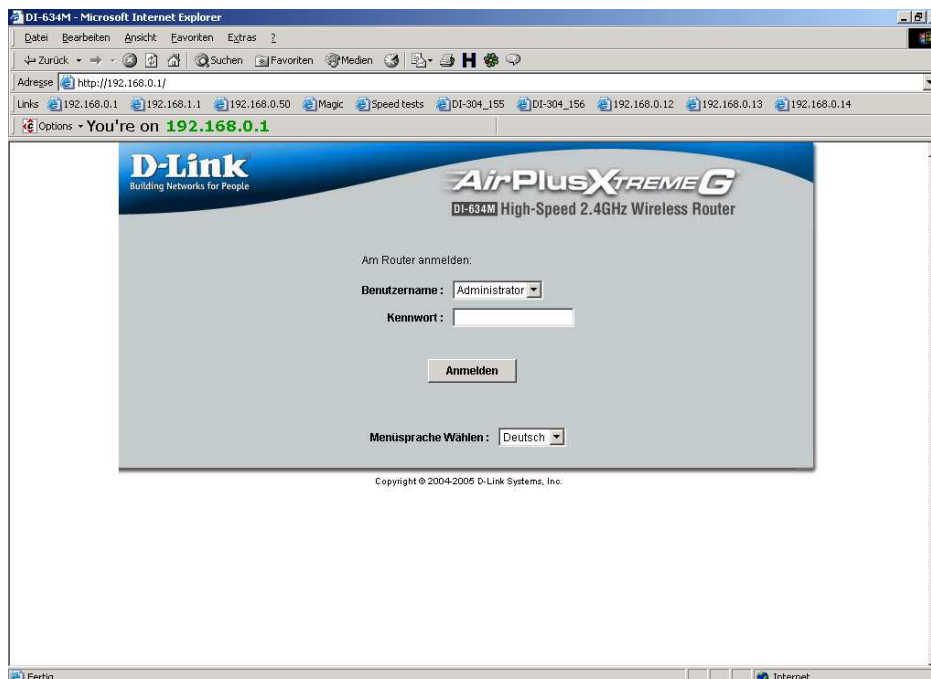 DI-634M - Microsoft Internet Explorer
Datei Bearbeiten Ansicht Favoriten Extras ?
Zurück Suchen Favoriten Medien
Adresse http://192.168.0.1/
Links 192.168.0.1 192.168.1.1 192.168.0.50 Magic Speed tests DI-304_155 DI-304_156 192.168.0.12 192.168.0.13 192.168.0.14
Options - You're on 192.168.0.1
D-Link
Building Networks for People
AirPlus XTREME G
DI-634M High-Speed 2.4GHz Wireless Router
Am Router anmelden:
Benutzername : Administrator
Kennwort :
Anmelden
Menüsprache Wählen : Deutsch
Copyright © 2004-2005 D-Link Systems, Inc.
Fertig Internet